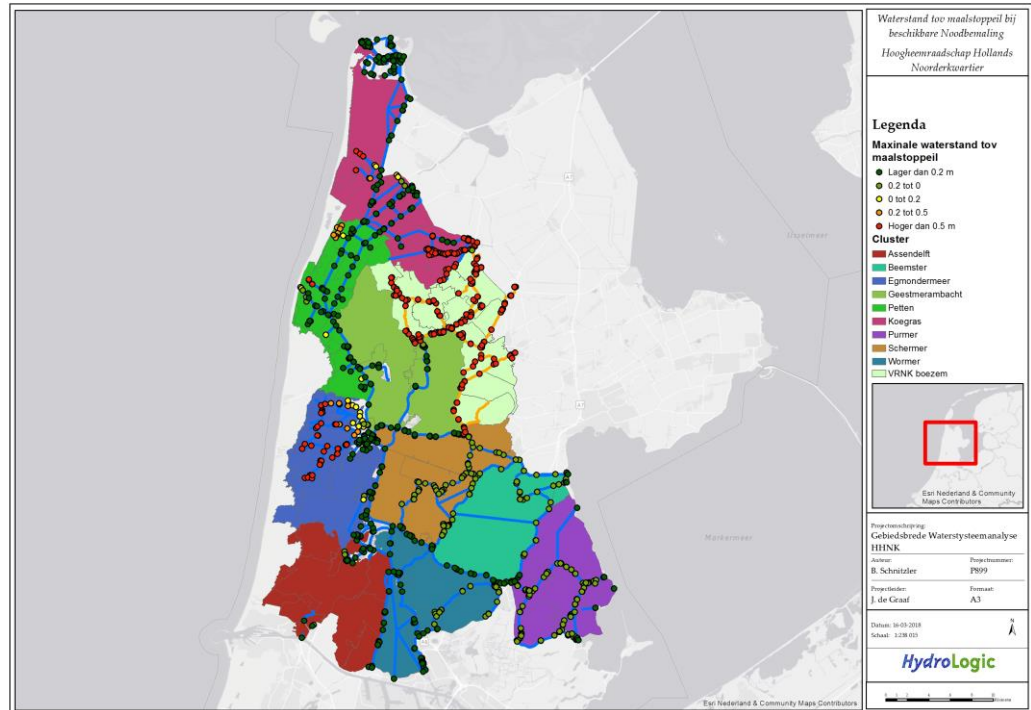 Waterstand tov maalstoppeil bij
beschikbare Noodbemaling
Hoogheemraadschap Hollands
Noorderkwartier
Legenda
Maxinale waterstand tov
maalstoppeil
Lager dan 0.2 m
0.2 tot 0
0 tot 0.2
0.2 tot 0.5
Hoger dan 0.5 m
Cluster
Assendelft
Beemster
Egmondermeer
Geestmerambacht
Petten
Koegras
Purmer
Schermer
Wormer
VRNK boezem
Esri Nederland & Community
Maps Contributors
Projectomschrijving:
Gebiedsbrede Waterstysteemanalyse
HHNK
Auteur:
B. Schnitzler
Projectnummer:
P899
Projectleider:
J. de Graaf
Formaat:
A3
Datum: 16-03-2018
Schaal:
N
HydroLogic
IJsselmeer
Markermeer
A7
A7
Esri Nederland & Community Maps Contributors